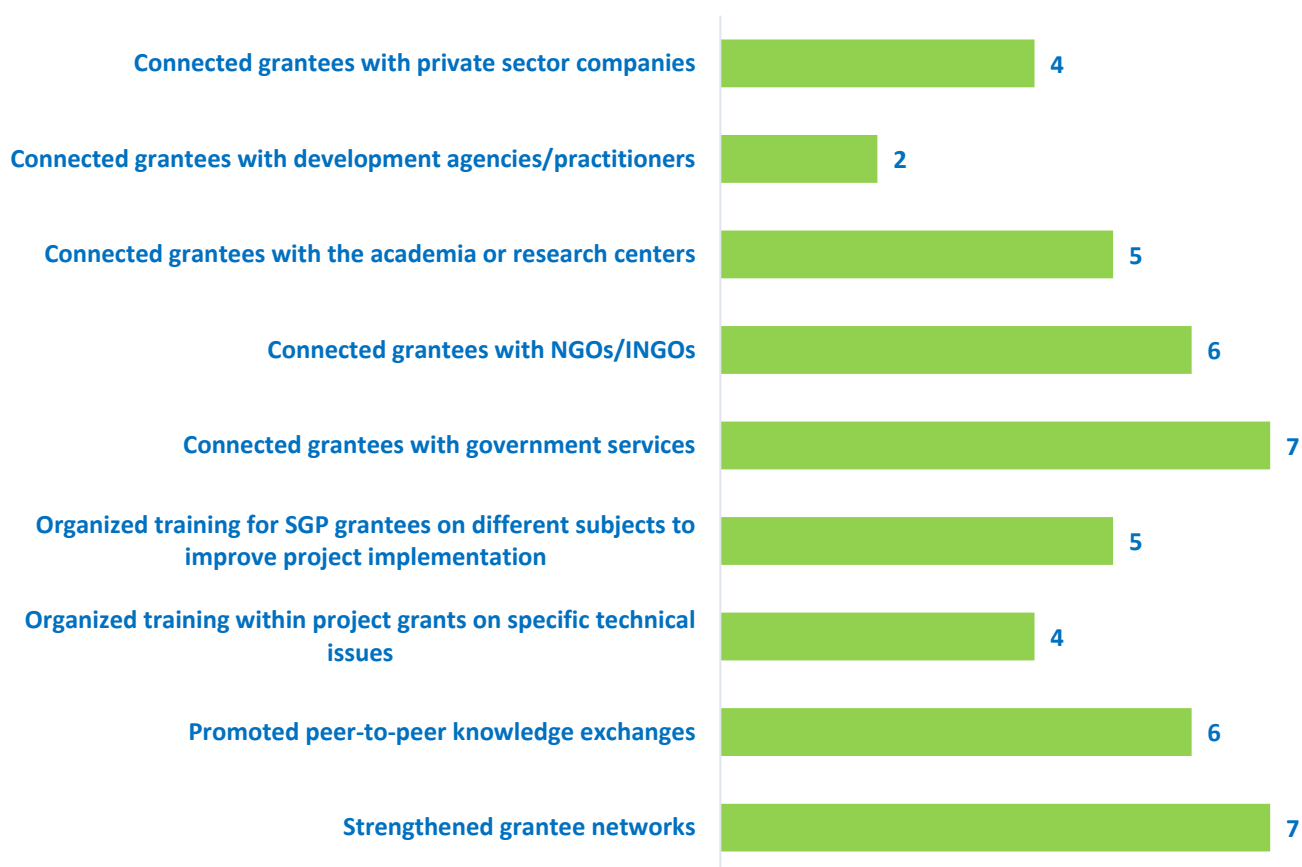 Connected grantees with private sector companies
4
Connected grantees with development agencies/practitioners
2
Connected grantees with the academia or research centers
5
Connected grantees with NGOs/INGOs
6
Connected grantees with government services
7
Organized training for SGP grantees on different subjects to
improve project implementation
5
Organized training within project grants on specific technical
issues
4
Promoted peer-to-peer knowledge exchanges
6
Strengthened grantee networks
7